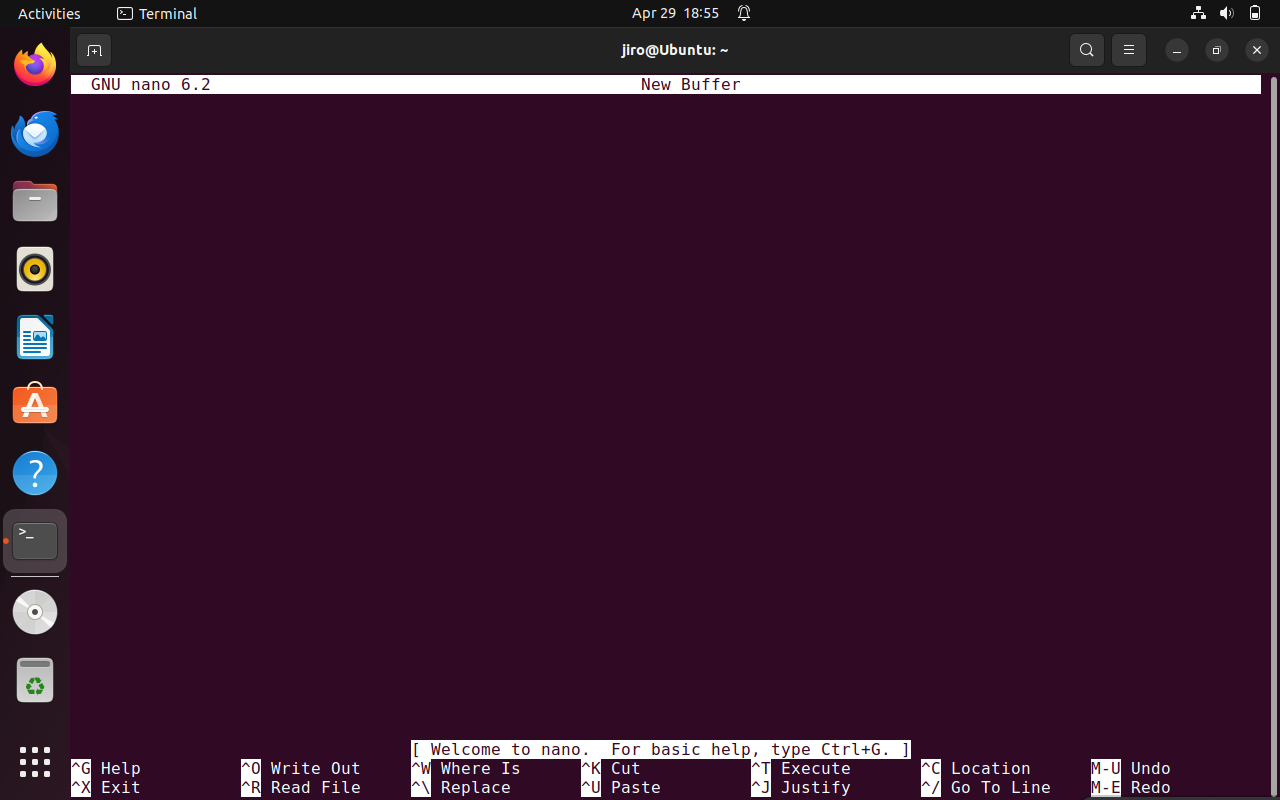 Activities Terminal Apr 29 18:55
jiro@Ubuntu: ~
GNU nano 6.2 New Buffer
[ Welcome to nano.  For basic help, type Ctrl+G. ]
^G Help ^O Write Out ^W Where Is ^K Cut ^T Execute ^C Location M-U Undo
^X Exit ^R Read File ^\ Replace ^U Paste ^J Justify ^/ Go To Line M-E Redo